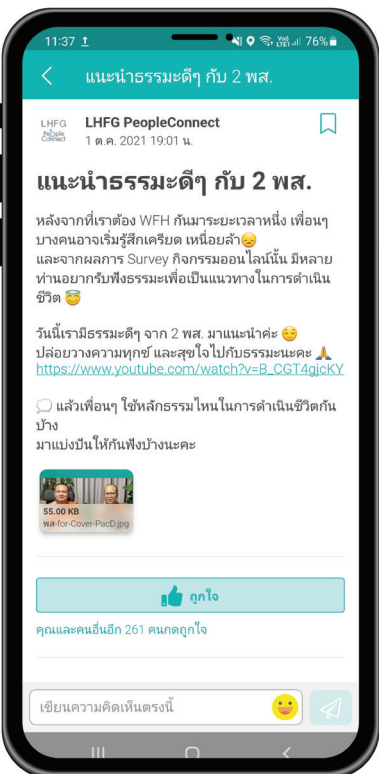 11:37
76%
แนะนำธรรมะดีๆ กับ 2 พส.
LHFG
People
Connect
LHFG PeopleConnect
1 ต.ค. 2021 19:01 น.
แนะนำธรรมะดีๆ กับ 2 พส.
หลังจากที่เราต้อง WFH กันมาระยะเวลาหนึ่ง เพื่อนๆ
บางคนอาจเริ่มรู้สึกเครียด เหนื่อยล้า😞
และจากผลการ Survey กิจกรรมออนไลน์นั้น มีหลาย
ท่านอยากรับฟังธรรมะเพื่อเป็นแนวทางในการดำเนิน
ชีวิต 😇
วันนี้เรามีธรรมะดีๆ จาก 2 พส. มาแนะนำค่ะ 😊
ปล่อยวางความทุกข์ และสุขใจไปกับธรรมะนะคะ 🙏
https://www.youtube.com/watch?v=B_CGT4gjcKY
💭 แล้วเพื่อนๆ ใช้หลักธรรมไหนในการดำเนินชีวิตกัน
บ้าง
มาแบ่งปันให้กันฟังบ้างนะคะ
55.00 KB
พส-for-Cover-PacD.jpg
ถูกใจ
คุณและคนอื่นอีก 261 คนกดถูกใจ
เขียนความคิดเห็นตรงนี้